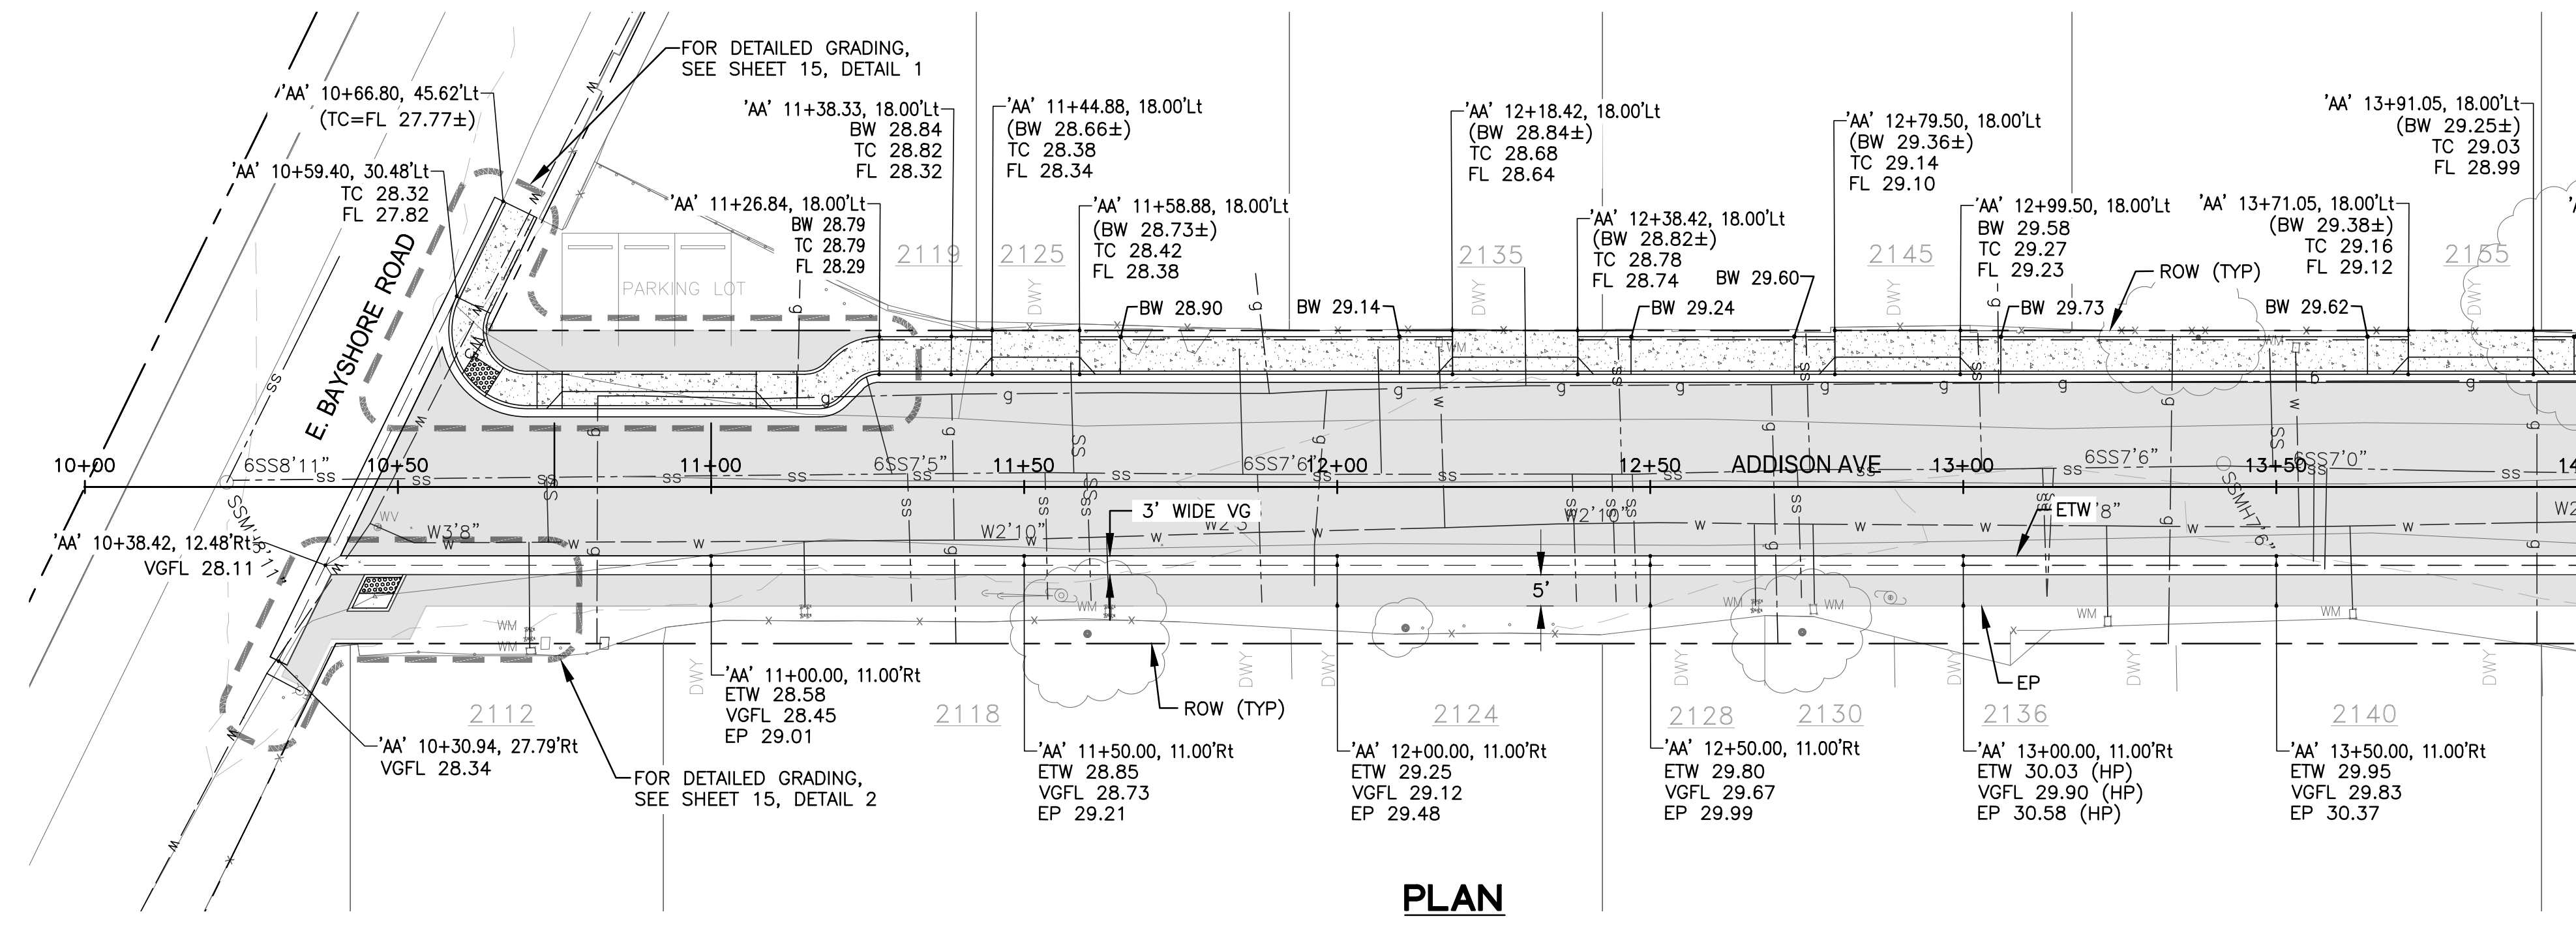 FOR DETAILED GRADING,
SEE SHEET 15, DETAIL 1
'AA' 10+66.80, 45.62'Lt
(TC=FL 27.77±)
'AA' 10+59.40, 30.48'Lt
TC 28.32
FL 27.82
'AA' 11+38.33, 18.00'Lt
BW 28.84
TC 28.82
FL 28.32
'AA' 11+26.84, 18.00'Lt
BW 28.79
TC 28.79
FL 28.29
'AA' 11+44.88, 18.00'Lt
(BW 28.66±)
TC 28.38
FL 28.34
'AA' 11+58.88, 18.00'Lt
(BW 28.73±)
TC 28.42
FL 28.38
'AA' 12+18.42, 18.00'Lt
(BW 28.84±)
TC 28.68
FL 28.64
'AA' 12+38.42, 18.00'Lt
(BW 28.82±)
TC 28.78
FL 28.74
'AA' 12+79.50, 18.00'Lt
(BW 29.36±)
TC 29.14
FL 29.10
'AA' 12+99.50, 18.00'Lt
BW 29.58
TC 29.27
FL 29.23
'AA' 13+71.05, 18.00'Lt
(BW 29.38±)
TC 29.16
FL 29.12
'AA' 13+91.05, 18.00'Lt
(BW 29.25±)
TC 29.03
FL 28.99
2119
2125
2135
2145
2155
BW 28.90
BW 29.14
BW 29.24
BW 29.60
BW 29.73
BW 29.62
ROW (TYP)
PARKING LOT
DWY
DWY
DWY
DWY
WM
WM
E. BAYSHORE ROAD
10+00
10+50
11+00
11+50
12+00
12+50
13+00
13+50
ADDISON AVE
6SS8'11"
6SS7'5"
6SS7'6"
6SS7'6"
6SS7'0"
SSMH7'6"
WV
W3'8"
W2'10"
W2'10"
3' WIDE VG
ETW
5'
'AA' 10+38.42, 12.48'Rt
VGFL 28.11
WM
WM
WM
WM
WM
WM
WM
DWY
DWY
DWY
DWY
DWY
DWY
DWY
EP
ROW (TYP)
2112
2118
2124
2128
2130
2136
2140
'AA' 10+30.94, 27.79'Rt
VGFL 28.34
FOR DETAILED GRADING,
SEE SHEET 15, DETAIL 2
'AA' 11+00.00, 11.00'Rt
ETW 28.58
VGFL 28.45
EP 29.01
'AA' 11+50.00, 11.00'Rt
ETW 28.85
VGFL 28.73
EP 29.21
'AA' 12+00.00, 11.00'Rt
ETW 29.25
VGFL 29.12
EP 29.48
'AA' 12+50.00, 11.00'Rt
ETW 29.80
VGFL 29.67
EP 29.99
'AA' 13+00.00, 11.00'Rt
ETW 30.03 (HP)
VGFL 29.90 (HP)
EP 30.58 (HP)
'AA' 13+50.00, 11.00'Rt
ETW 29.95
VGFL 29.83
EP 30.37
PLAN